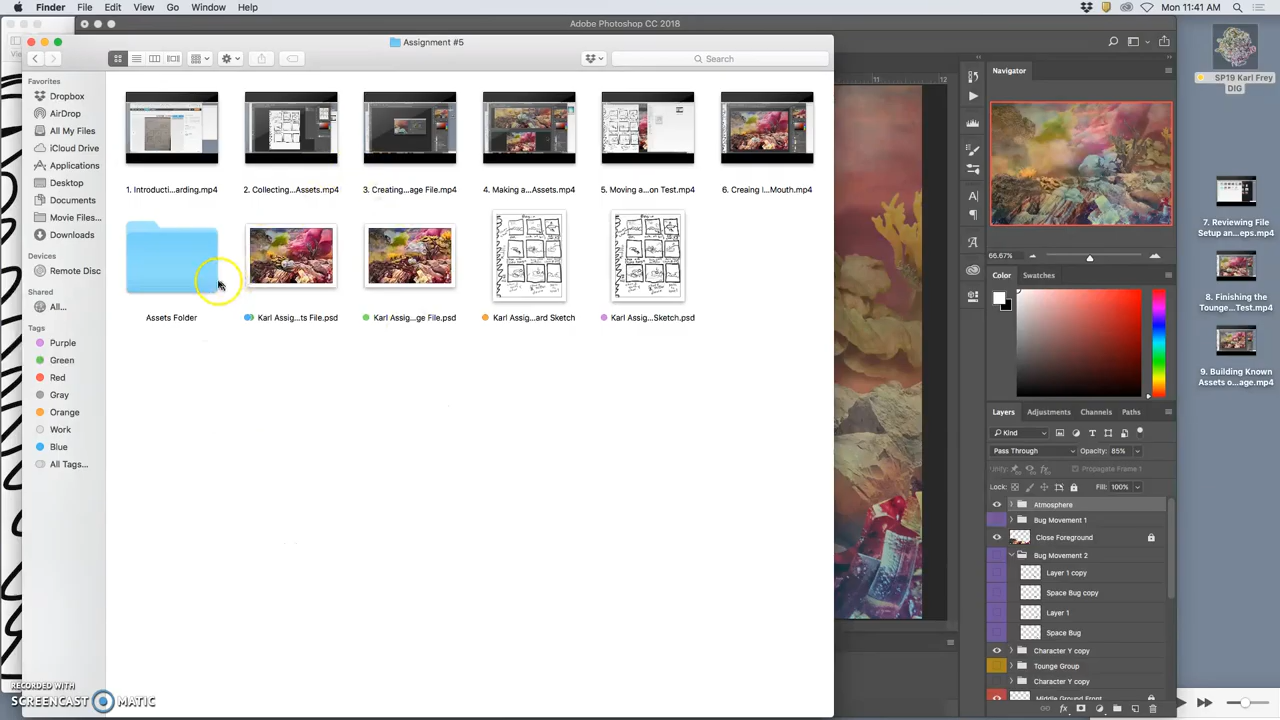 Finder File Edit View Go Window Help
Mon 11:41 AM
Adobe Photoshop CC 2018
Assignment #5
Search
Favorites
Dropbox
AirDrop
All My Files
iCloud Drive
Applications
Desktop
Documents
Movie Files...
Downloads
Devices
Remote Disc
Shared
All...
Tags
Purple
Green
Red
Gray
Orange
Work
Blue
All Tags...
1. Introducti...arding.mp4
2. Collecting...Assets.mp4
3. Creating...age File.mp4
4. Making a...Assets.mp4
5. Moving a...on Test.mp4
6. Creaing l...Mouth.mp4
Assets Folder
Karl Assig...ts File.psd
Karl Assig...ge File.psd
Karl Assig...ard Sketch
Karl Assig...Sketch.psd
11
12
Navigator
66.67%
Color Swatches
Layers Adjustments Channels Paths
Kind
Pass Through Opacity: 85%
Unify: Propagate Frame 1
Lock: Fill: 100%
Atmosphere
Bug Movement 1
Close Foreground
Bug Movement 2
Layer 1 copy
Space Bug copy
Layer 1
Space Bug
Character Y copy
Tounge Group
Character Y copy
Middle Ground Front
SP19 Karl Frey
DIG
7. Reviewing File
Setup an...eps.mp4
8. Finishing the
Tounge...Test.mp4
9. Building Known
Assets o...age.mp4
RECORDED WITH
SCREENCAST MATIC